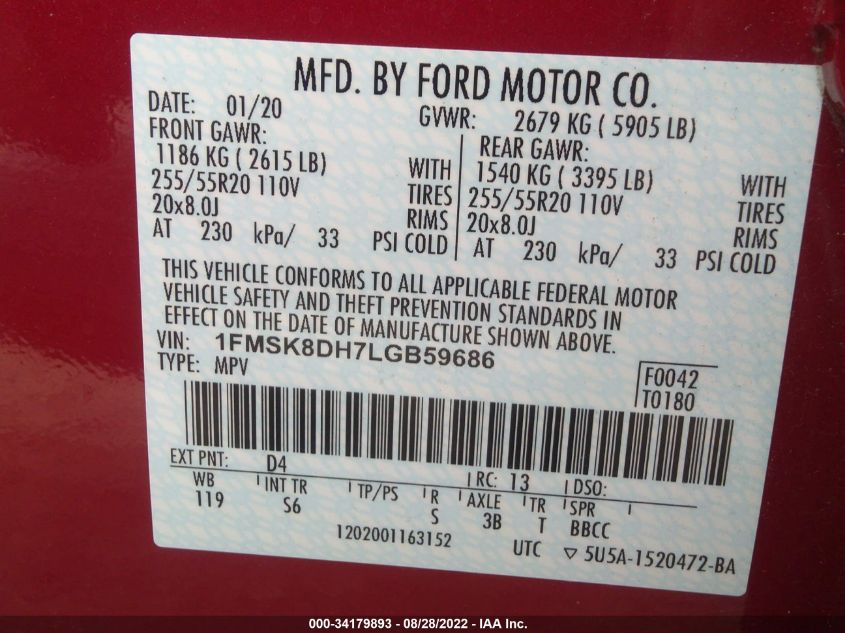 MFD. BY FORD MOTOR CO.
DATE: 01/20 GVWR: 2679 KG ( 5905 LB)
FRONT GAWR: REAR GAWR:
1186 KG ( 2615 LB) WITH 1540 KG ( 3395 LB) WITH
255/55R20 110V TIRES 255/55R20 110V TIRES
20x8.0J RIMS 20x8.0J RIMS
AT 230 kPa/ 33 PSI COLD AT 230 kPa/ 33 PSI COLD
THIS VEHICLE CONFORMS TO ALL APPLICABLE FEDERAL MOTOR
VEHICLE SAFETY AND THEFT PREVENTION STANDARDS IN
EFFECT ON THE DATE OF MANUFACTURE SHOWN ABOVE.
VIN: 1FMSK8DH7LGB59686
TYPE: MPV
F0042
T0180
EXT PNT: D4 RC: 13 DSO:
WB INT TR TP/PS R AXLE TR SPR
119 S6 S 3B T BBCC
1202001163152 UTC ▽ 5U5A-1520472-BA
000-34179893 - 08/28/2022 - IAA Inc.